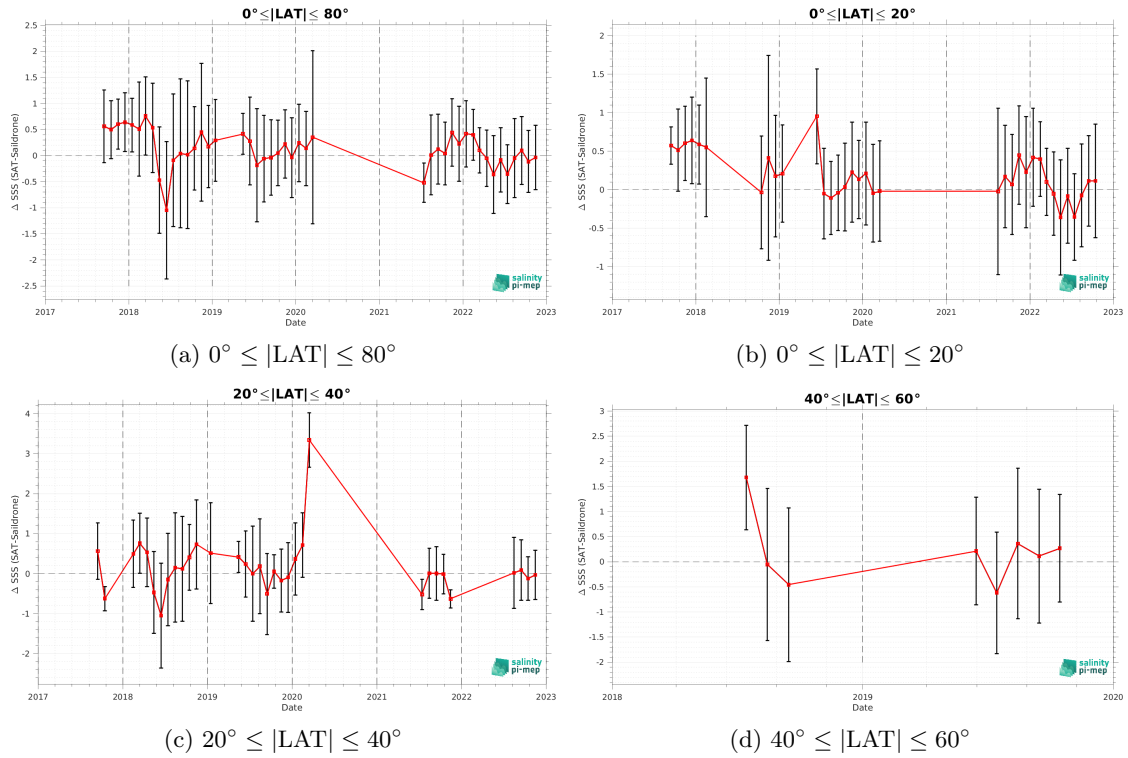 0°≤|LAT|≤ 80°
Δ SSS (SAT-Saildrone)
2.5
2
1.5
1
0.5
0
-0.5
-1
-1.5
-2
-2.5
2017 2018 2019 2020 2021 2022 2023
Date
salinity
pi-mep
(a) 0° ≤ |LAT| ≤ 80°
0°≤|LAT|≤ 20°
Δ SSS (SAT-Saildrone)
2
1.5
1
0.5
0
-0.5
-1
2017 2018 2019 2020 2021 2022 2023
Date
salinity
pi-mep
(b) 0° ≤ |LAT| ≤ 20°
20°≤|LAT|≤ 40°
Δ SSS (SAT-Saildrone)
4
3
2
1
0
-1
-2
2017 2018 2019 2020 2021 2022 2023
Date
salinity
pi-mep
(c) 20° ≤ |LAT| ≤ 40°
40°≤|LAT|≤ 60°
Δ SSS (SAT-Saildrone)
3
2.5
2
1.5
1
0.5
0
-0.5
-1
-1.5
-2
2018 2019 2020
Date
salinity
pi-mep
(d) 40° ≤ |LAT| ≤ 60°